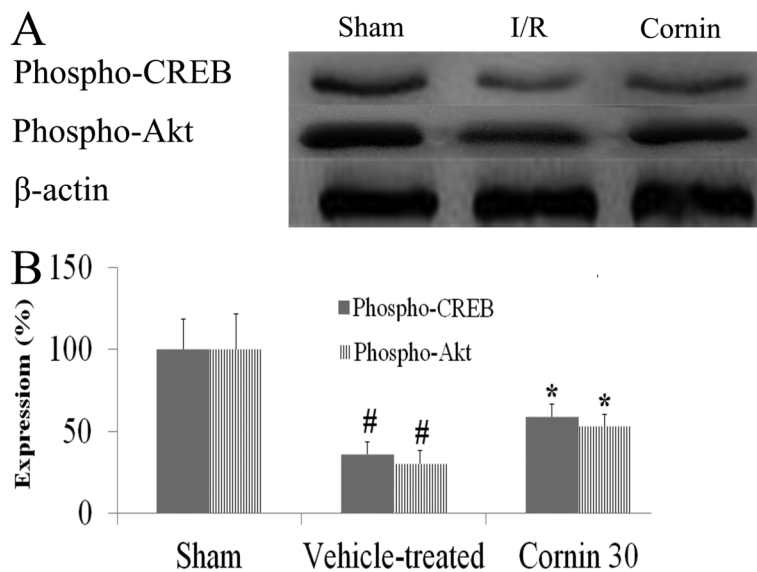 A
Sham I/R Cornin
Phospho-CREB
Phospho-Akt
β-actin
B
150
100
50
0
Expressiom (%)
Phospho-CREB
Phospho-Akt
# #
* *
Sham Vehicle-treated Cornin 30